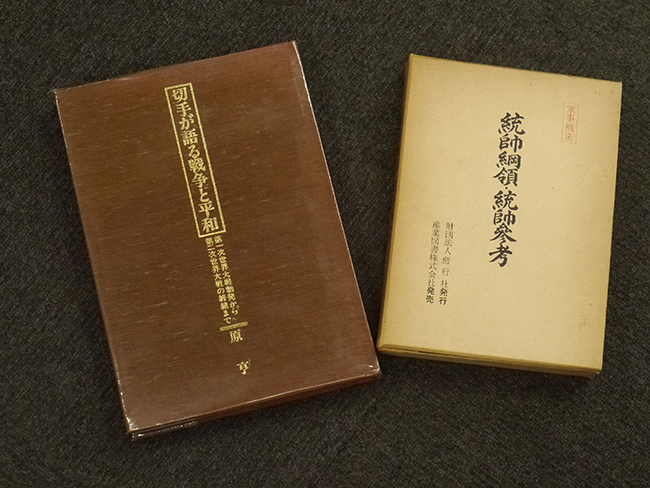 切手が語る戦争と平和
第一次世界大戦勃発から
第二次世界大戦の終結まで
原 亨
軍事機密
統帥綱領・統帥參考
財団法人 偕行社発行
産業図書株式会社発売